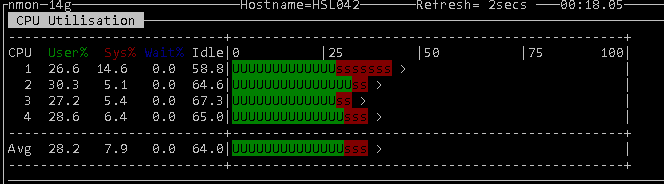 nmon-14g Hostname=HSL042 Refresh= 2secs 00:18.05
CPU Utilisation
CPU User% Sys% Wait% Idle|0 |25 |50 |75 100|
1 26.6 14.6 0.0 58.8|UUUUUUUUUUUUUsssssss >
2 30.3 5.1 0.0 64.6|UUUUUUUUUUUUUUUss >
3 27.2 5.4 0.0 67.3|UUUUUUUUUUUUUss >
4 28.6 6.4 0.0 65.0|UUUUUUUUUUUUUUsss >
Avg 28.2 7.9 0.0 64.0|UUUUUUUUUUUUUUsss >